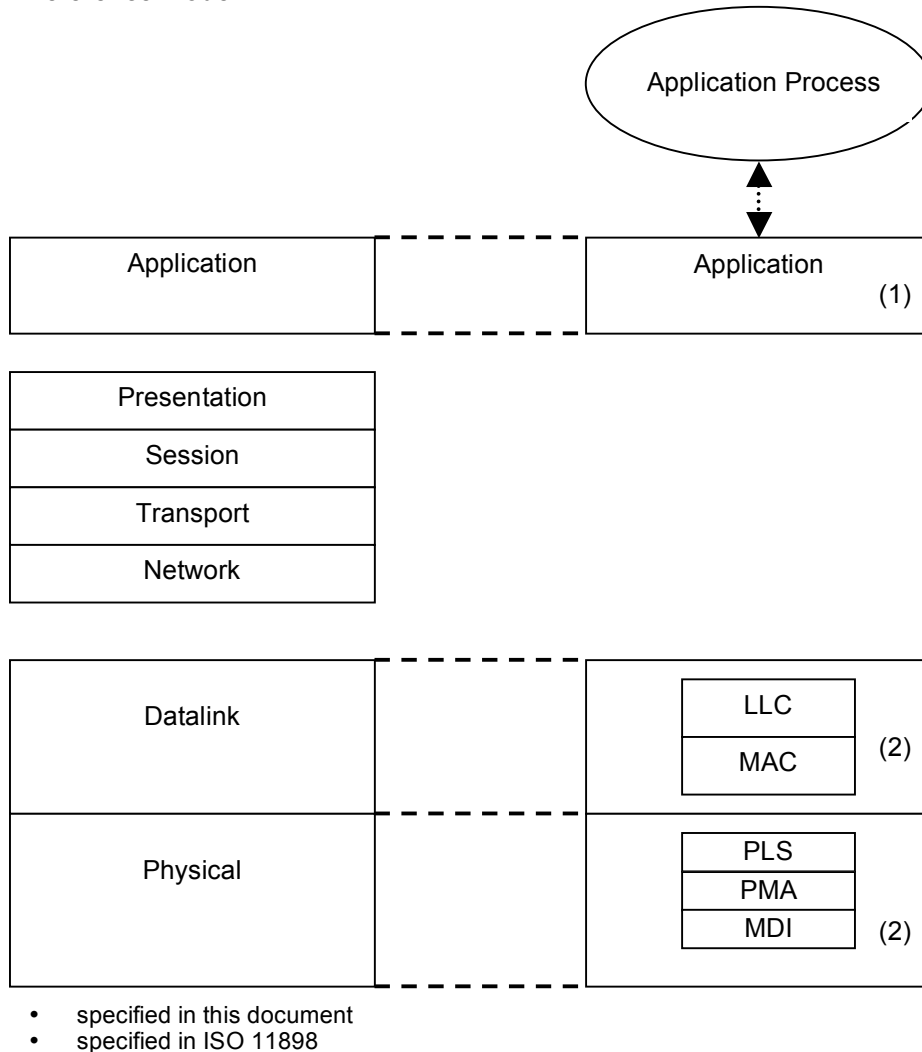 Application Process
Application
Application
(1)
Presentation
Session
Transport
Network
Datalink
LLC
MAC
(2)
Physical
PLS
PMA
MDI
(2)
• specified in this document
• specified in ISO 11898